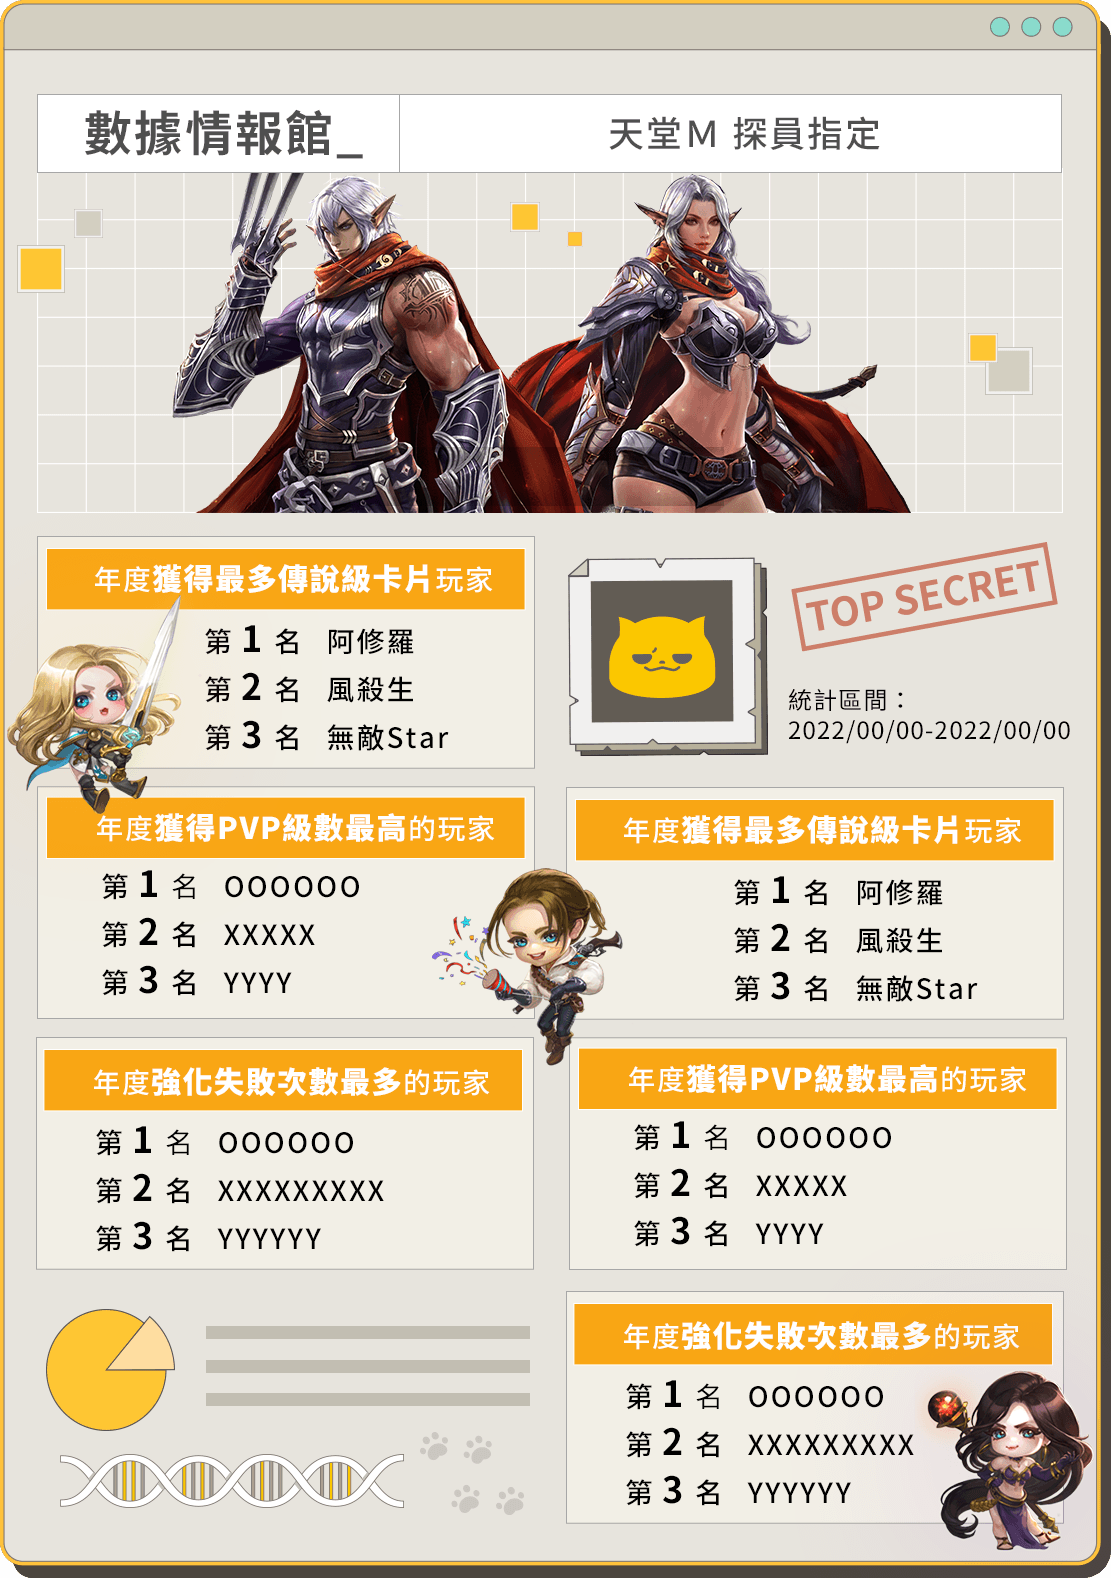 數據情報館_
天堂M 探員指定
年度獲得最多傳說級卡片玩家
第 1 名 阿修羅
第 2 名 風殺生
第 3 名 無敵Star
TOP SECRET
統計區間：
2022/00/00-2022/00/00
年度獲得PVP級數最高的玩家
第 1 名 OOOOOO
第 2 名 XXXXX
第 3 名 YYYY
年度獲得最多傳說級卡片玩家
第 1 名 阿修羅
第 2 名 風殺生
第 3 名 無敵Star
年度強化失敗次數最多的玩家
第 1 名 OOOOOO
第 2 名 XXXXXXXXX
第 3 名 YYYYYY
年度獲得PVP級數最高的玩家
第 1 名 OOOOOO
第 2 名 XXXXX
第 3 名 YYYY
年度強化失敗次數最多的玩家
第 1 名 OOOOOO
第 2 名 XXXXXXXXX
第 3 名 YYYYYY